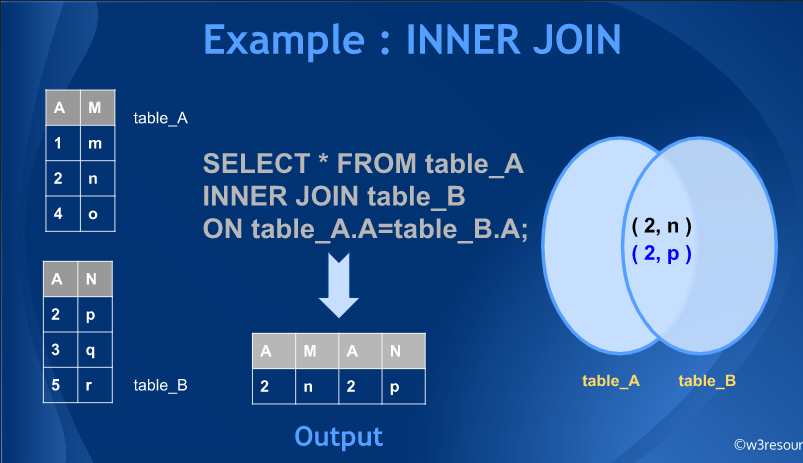 Example : INNER JOIN
A M
1 m
2 n
4 o
table_A
SELECT * FROM table_A
INNER JOIN table_B
ON table_A.A=table_B.A;
A N
2 p
3 q
5 r
table_B
A M A N
2 n 2 p
Output
( 2, n )
( 2, p )
table_A table_B
©w3resour